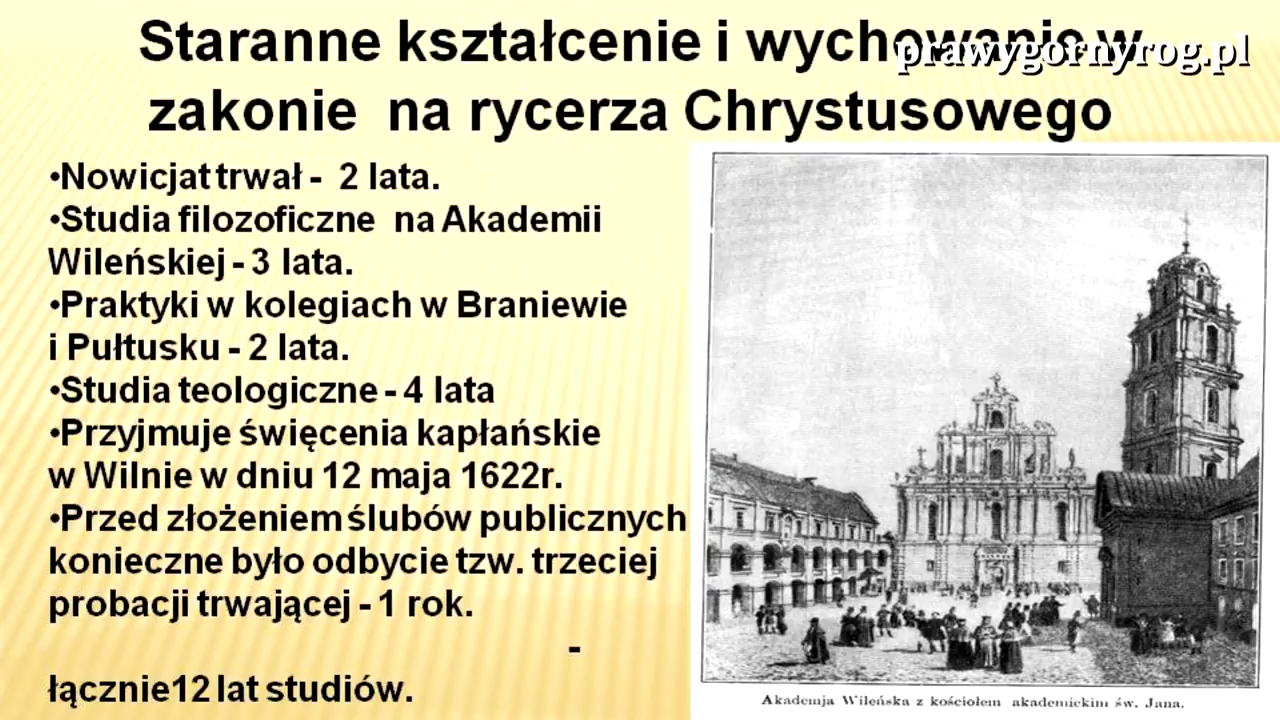 Staranne kształcenie i wychowanie w
prawygornyrog.pl
zakonie na rycerza Chrystusowego
•Nowicjat trwał - 2 lata.
•Studia filozoficzne na Akademii
Wileńskiej - 3 lata.
•Praktyki w kolegiach w Braniewie
i Pułtusku - 2 lata.
•Studia teologiczne - 4 lata
•Przyjmuje święcenia kapłańskie
w Wilnie w dniu 12 maja 1622r.
•Przed złożeniem ślubów publicznych
konieczne było odbycie tzw. trzeciej
probacji trwającej - 1 rok.
-
łącznie12 lat studiów.
Akademja Wileńska z kościołem akademickim św. Jana.